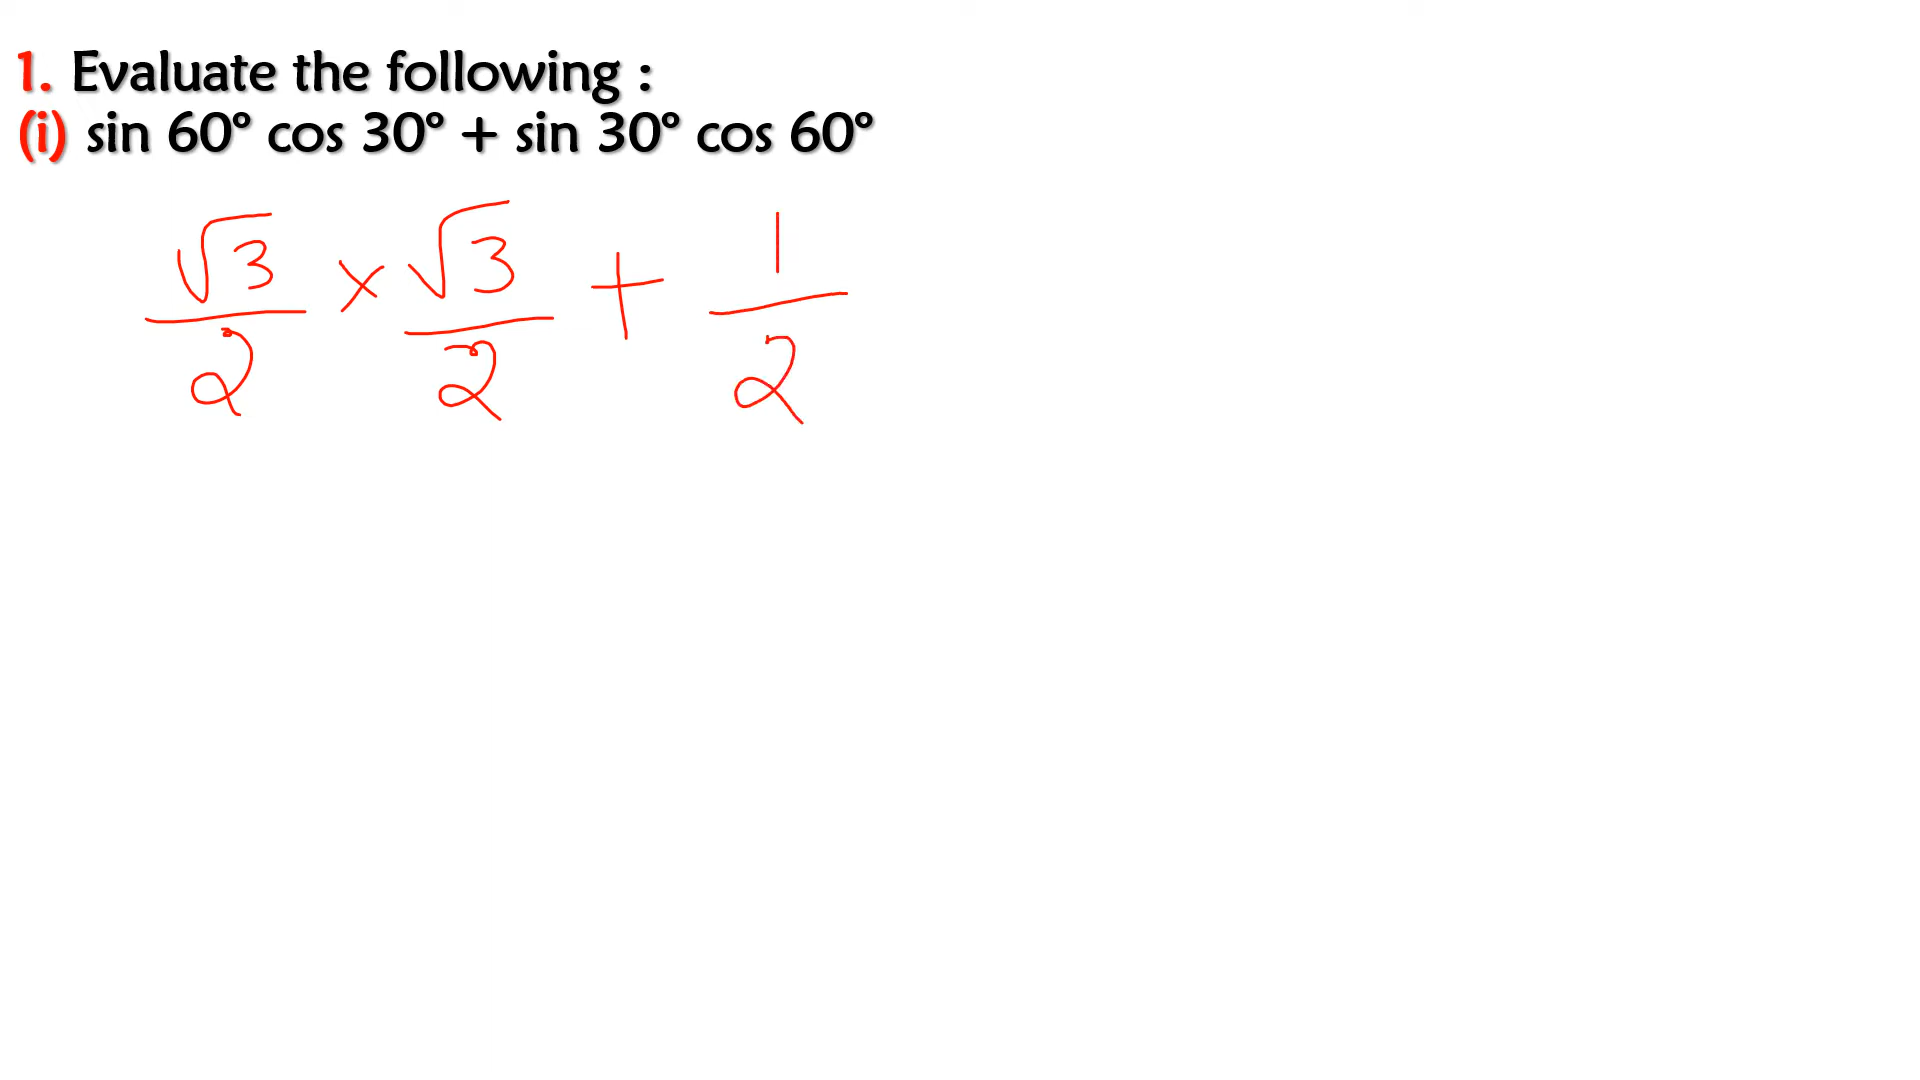 1. Evaluate the following :
(i) sin 60° cos 30° + sin 30° cos 60°
√3/2 × √3/2 + 1/2